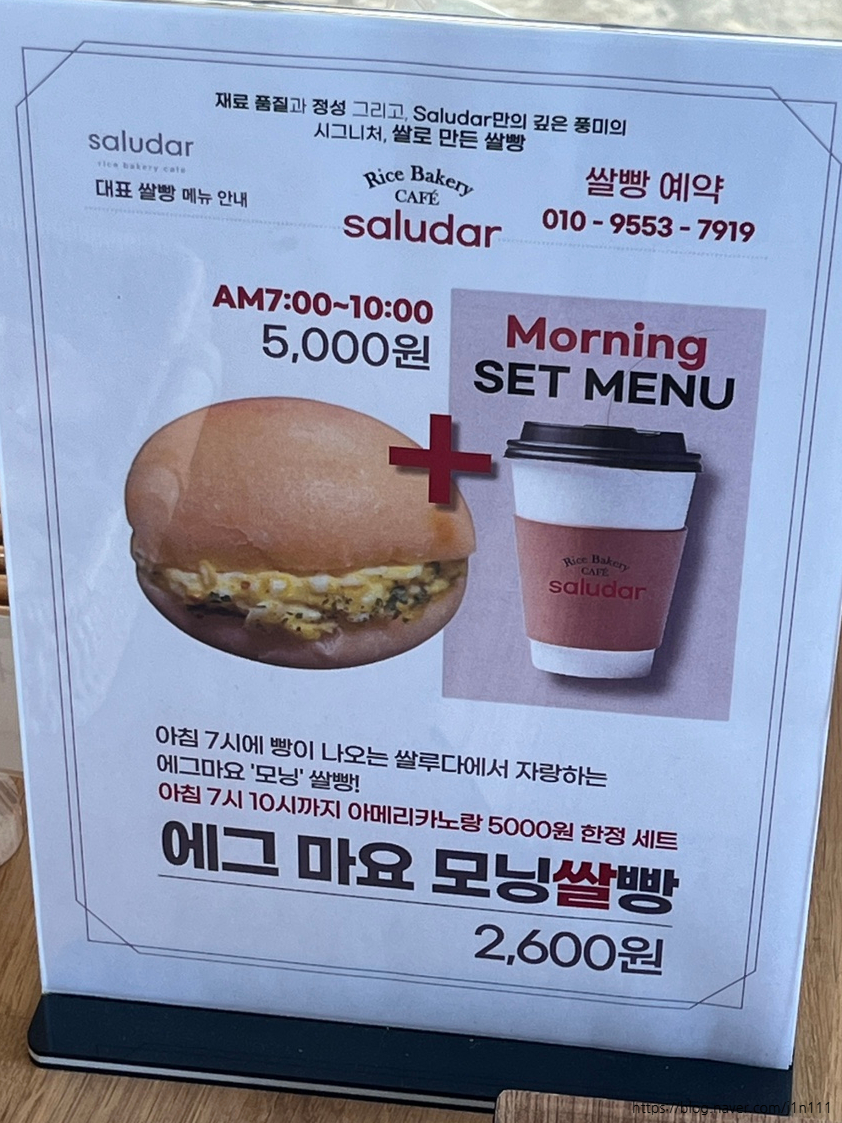 재료 품질과 정성 그리고, Saludar만의 깊은 풍미의
시그니처, 쌀로 만든 쌀빵
saludar
rice bakery cafe
대표 쌀빵 메뉴 안내
Rice Bakery
CAFÉ
saludar
쌀빵 예약
010 - 9553 - 7919
AM7:00~10:00
5,000원
Morning
SET MENU
+
Rice Bakery
CAFÉ
saludar
아침 7시에 빵이 나오는 쌀루다에서 자랑하는
에그마요 '모닝' 쌀빵!
아침 7시 10시까지 아메리카노랑 5000원 한정 세트
에그 마요 모닝쌀빵
2,600원
https://blog.naver.com/j1n111